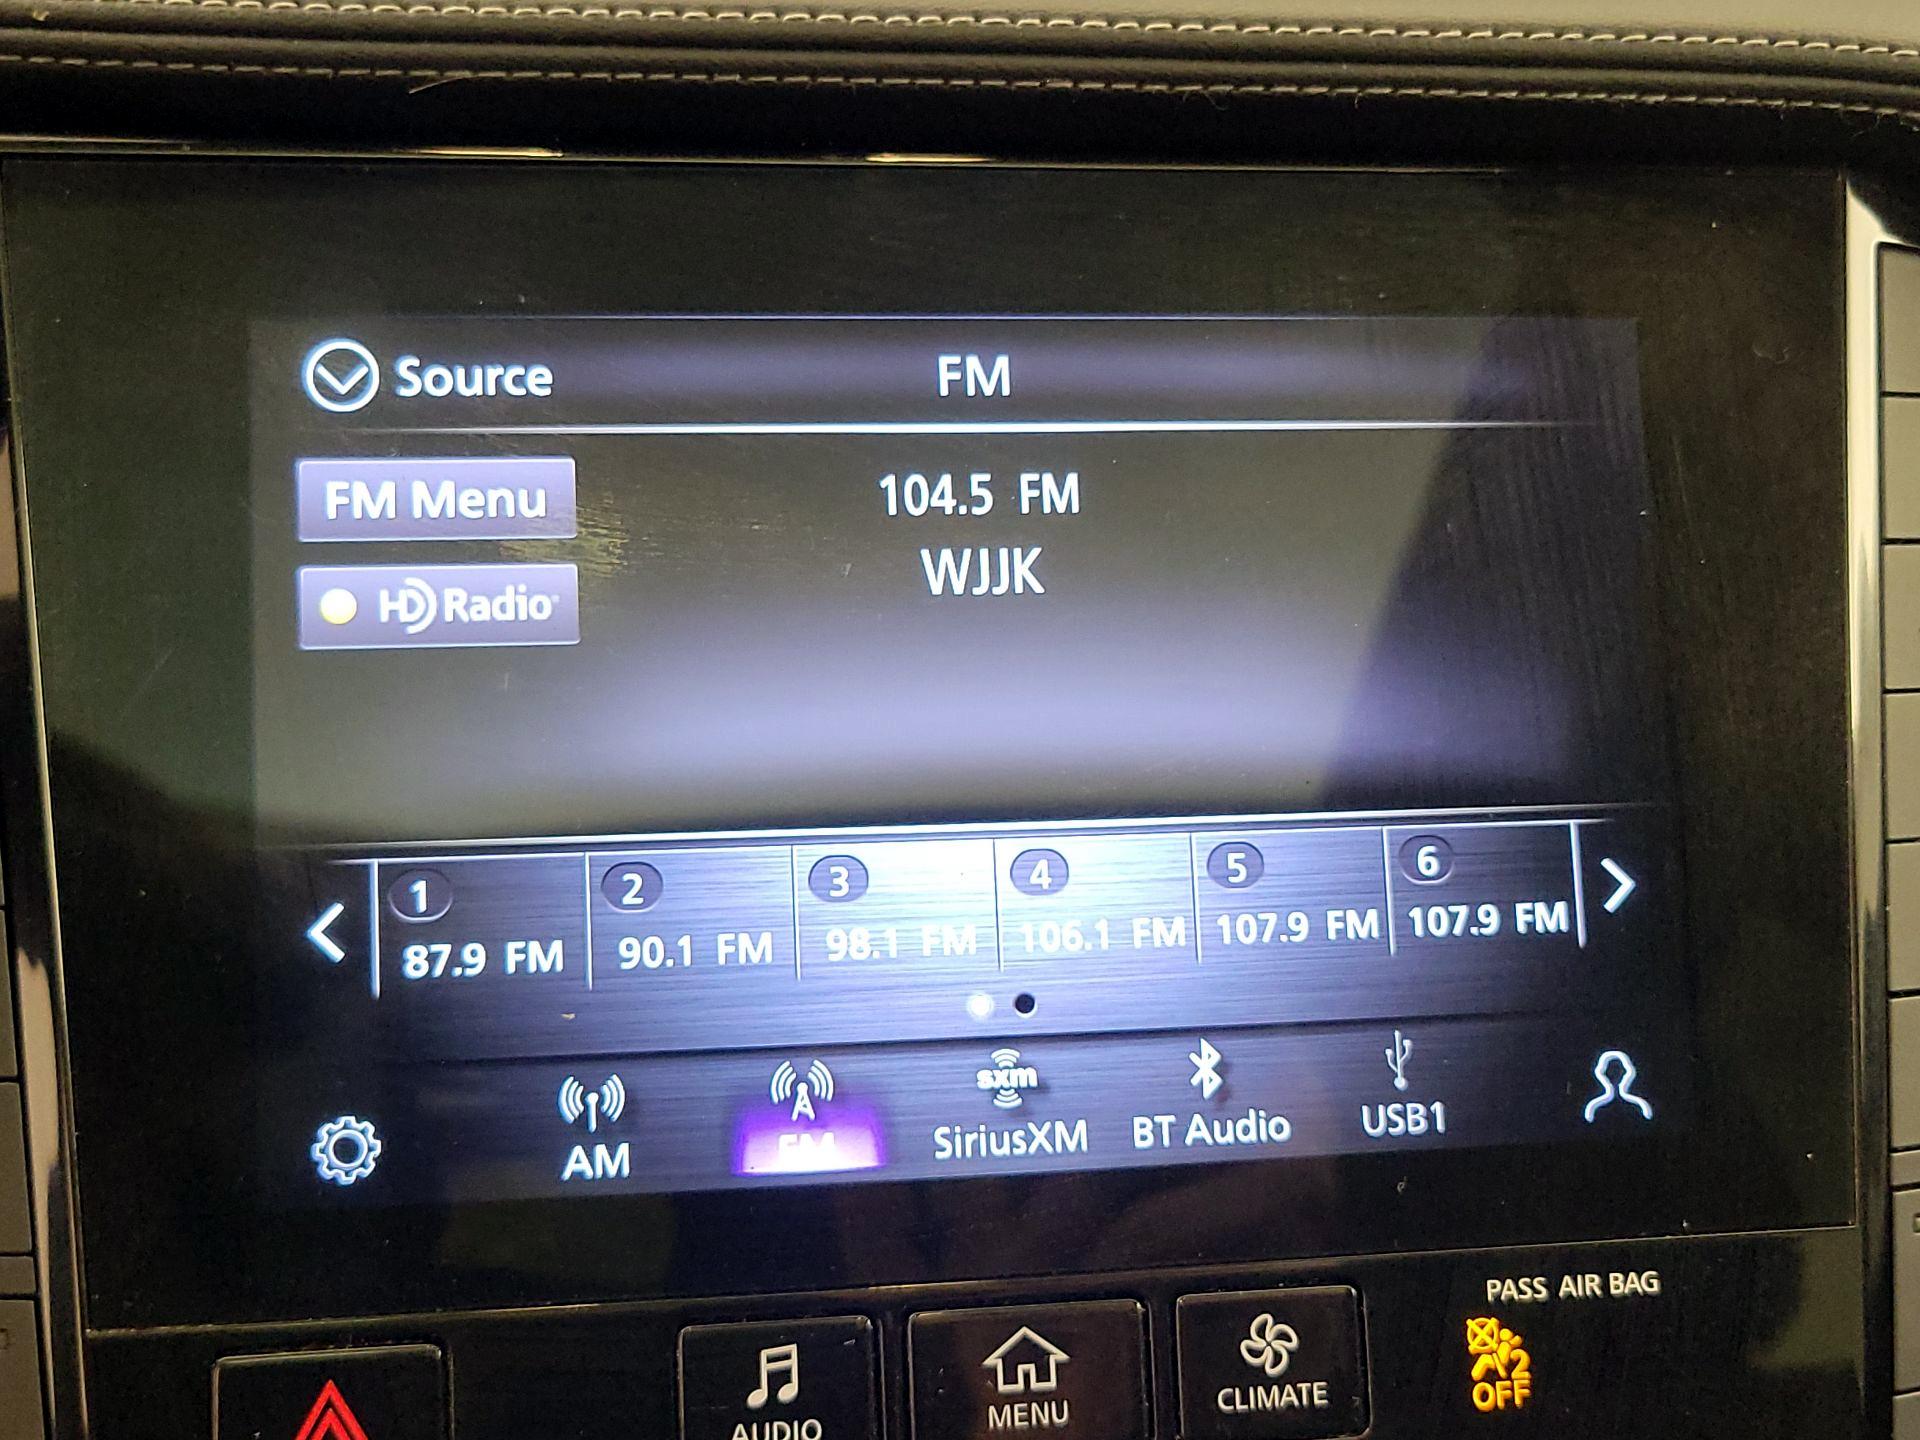 Source
FM
FM Menu
104.5 FM
HD Radio
WJJK
1
2
3
4
5
6
87.9 FM
90.1 FM
98.1 FM
106.1 FM
107.9 FM
107.9 FM
AM
FM
sxm
SiriusXM
BT Audio
USB1
PASS AIR BAG
2
OFF
AUDIO
MENU
CLIMATE